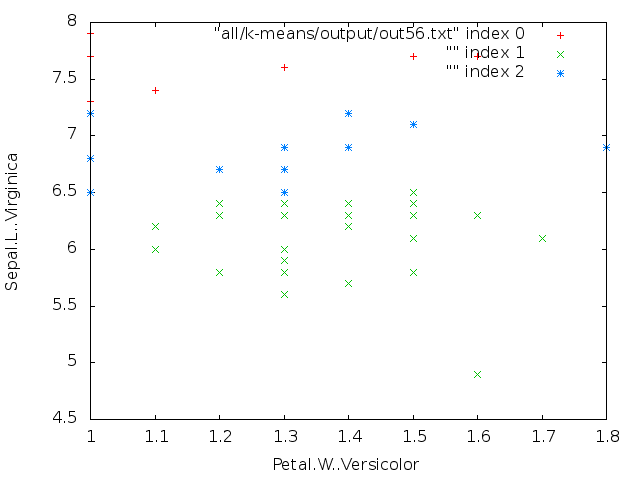 "all/k-means/output/out56.txt" index 0
"" index 1
"" index 2
8
7.5
7
6.5
6
5.5
5
4.5
Sepal.L.. Virginica
1 1.1 1.2 1.3 1.4 1.5 1.6 1.7 1.8
Petal.W..Versicolor